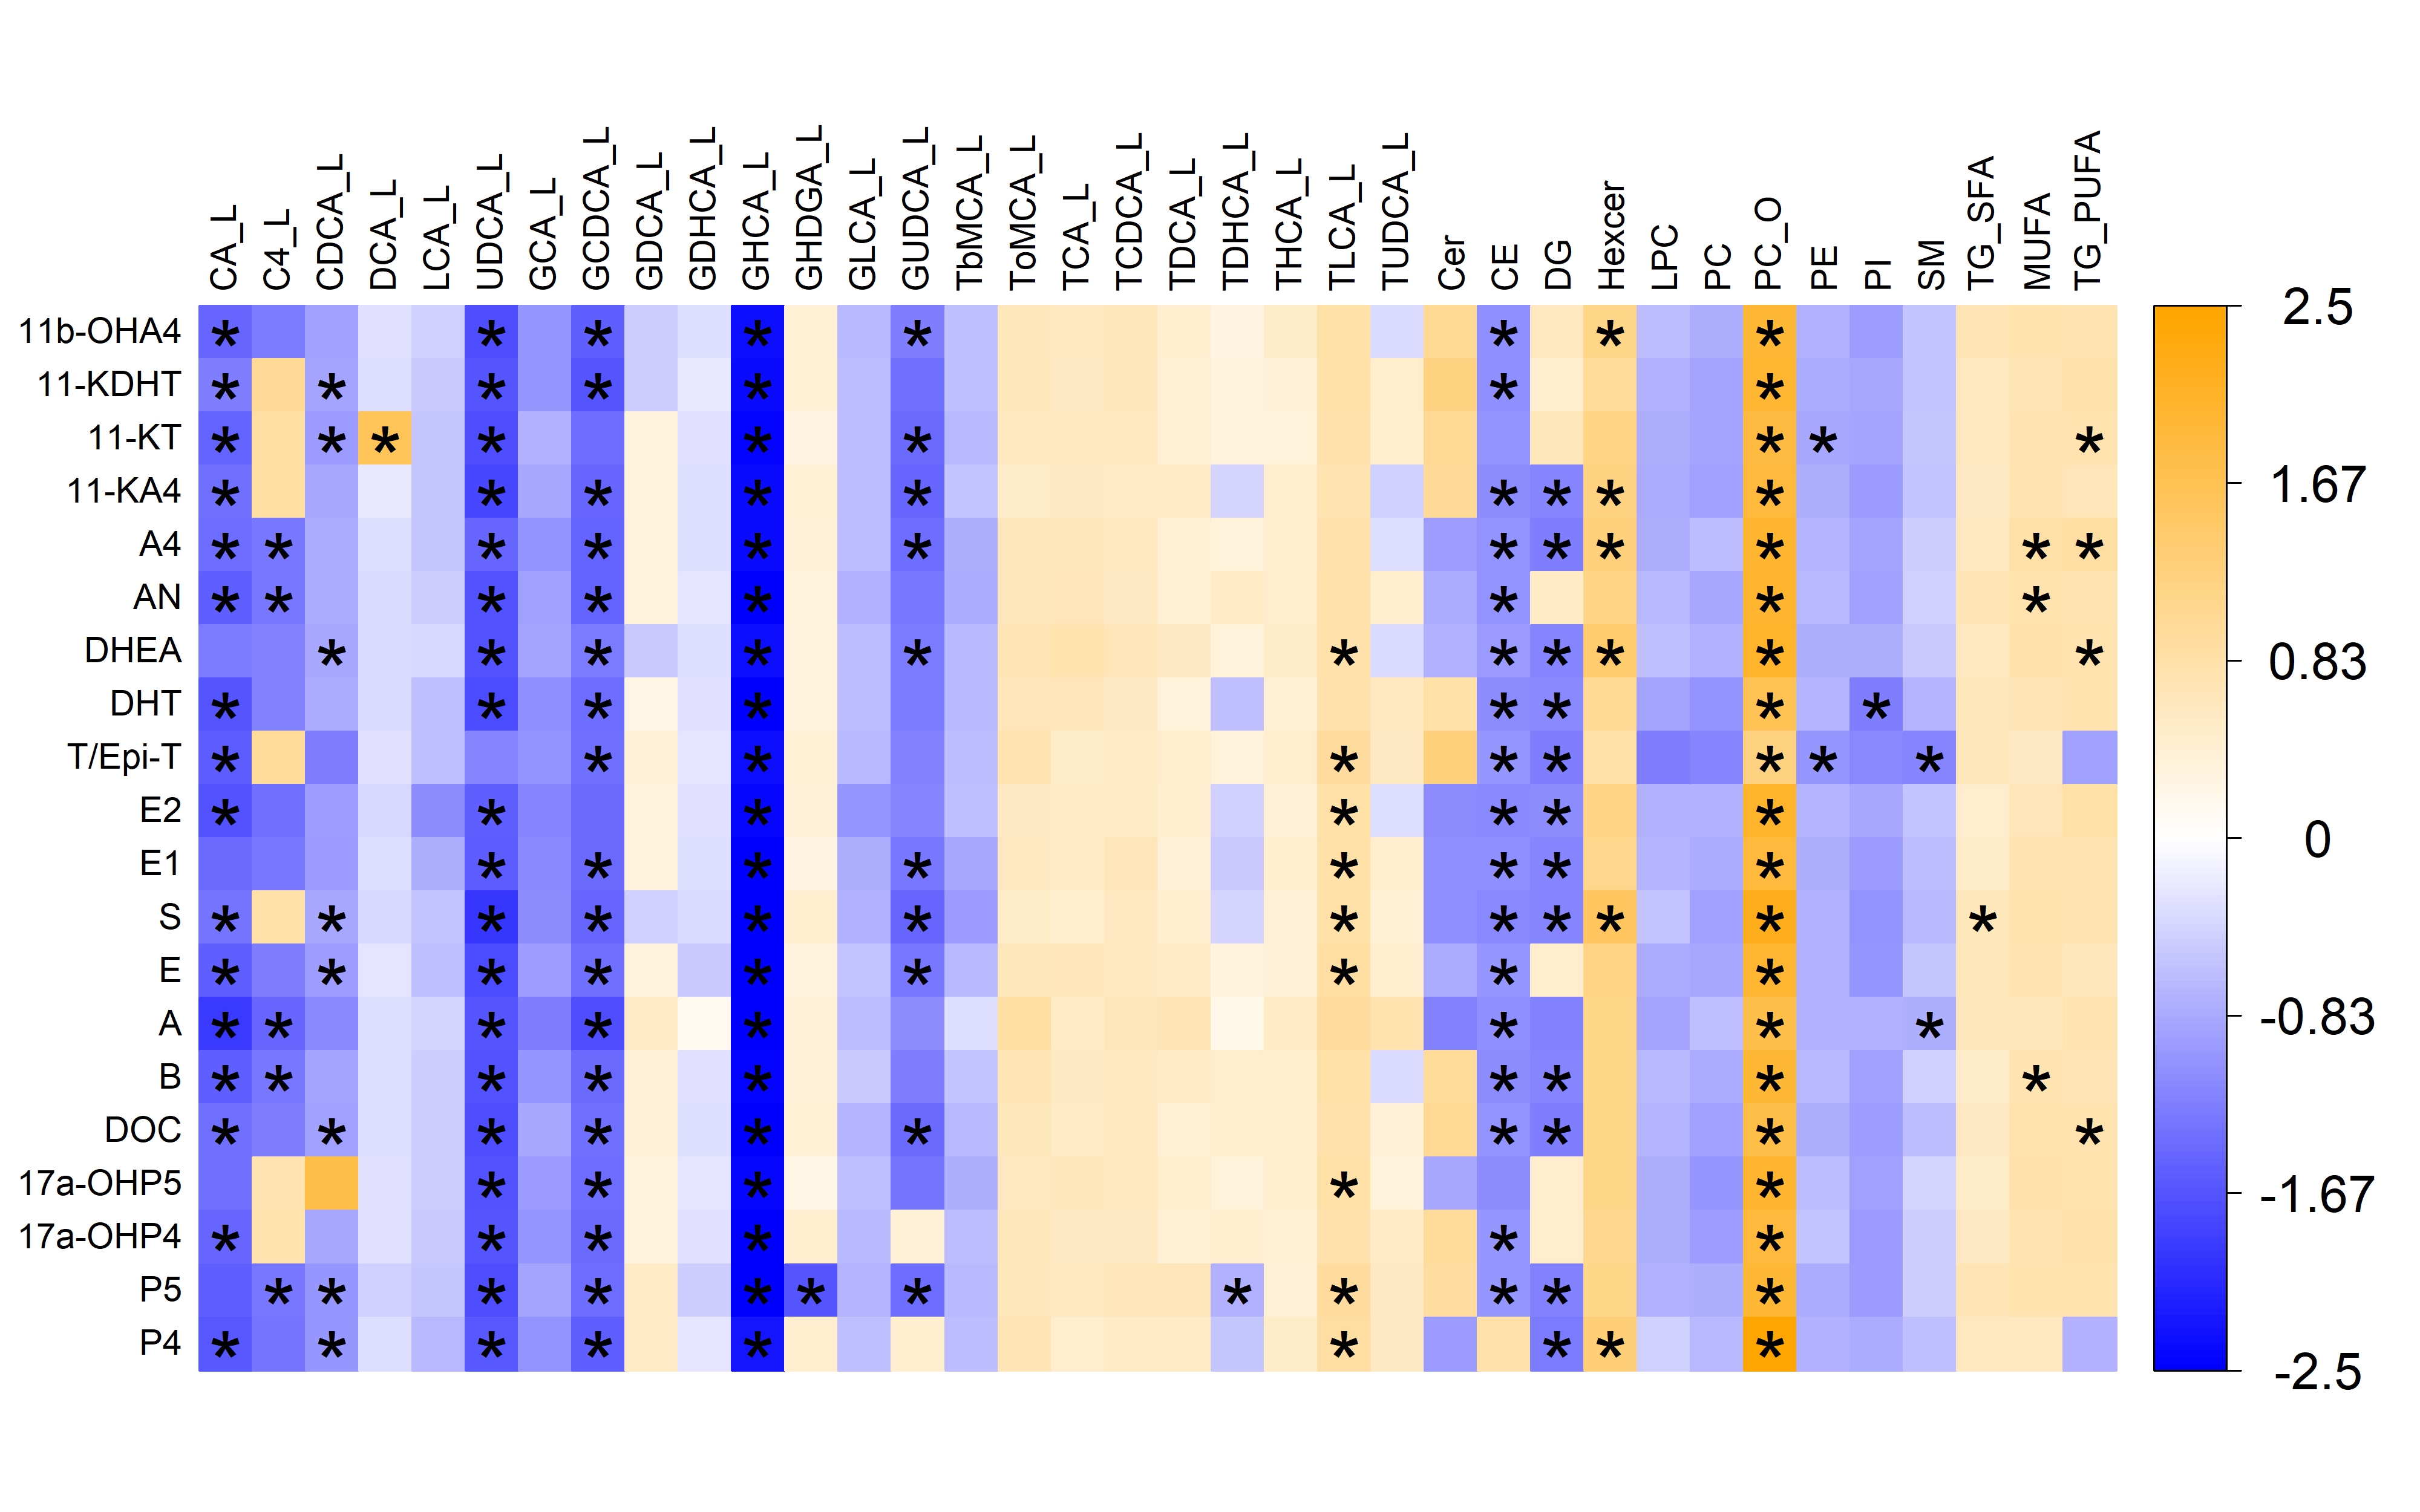 CA_L
C4_L
CDCA_L
DCA_L
LCA_L
UDCA_L
GCA_L
GCDCA_L
GDCA_L
GDHCA_L
GHCA_L
GHDGA_L
GLCA_L
GUDCA_L
TbMCA_L
ToMCA_L
TCA_L
TCDCA_L
TDCA_L
TDHCA_L
THCA_L
TLCA_L
TUDCA_L
Cer
CE
DG
Hexcer
LPC
PC
PC_O
PE
PI
SM
TG_SFA
MUFA
TG_PUFA
11b-OHA4
11-KDHT
11-KT
11-KA4
A4
AN
DHEA
DHT
T/Epi-T
E2
E1
S
E
A
B
DOC
17a-OHP5
17a-OHP4
P5
P4
2.5
1.67
0.83
0
-0.83
-1.67
-2.5